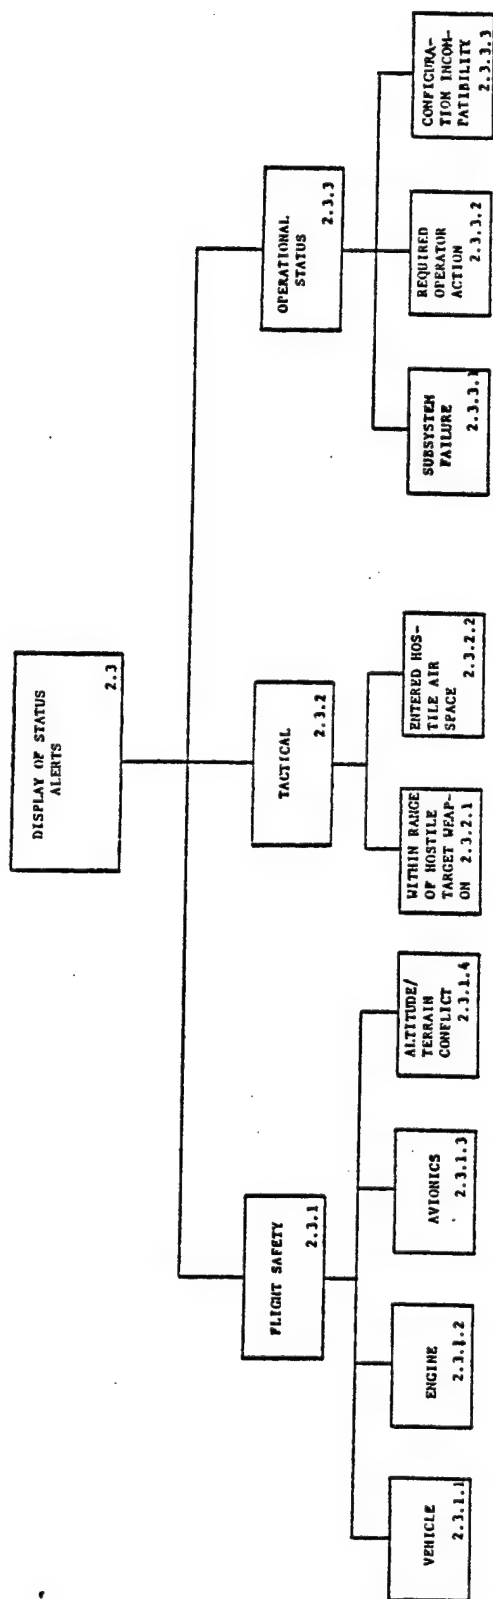 DISPLAY OF STATUS
ALERTS
2.3
FLIGHT SAFETY
2.3.1
TACTICAL
2.3.2
OPERATIONAL
STATUS
2.3.3
VEHICLE
2.3.1.1
ENGINE
2.3.1.2
AVIONICS
2.3.1.3
ALTITUDE/
TERRAIN
CONFLICT
2.3.1.4
WITHIN RANGE
OF HOSTILE
TARGET WEAP-
ON 2.3.2.1
ENTERED HOS-
TILE AIR
SPACE
2.3.2.2
SUBSYSTEM
FAILURE
2.3.3.1
REQUIRED
OPERATOR
ACTION
2.3.3.2
CONFIGURA-
TION INCOM-
PATIBILITY
2.3.3.3